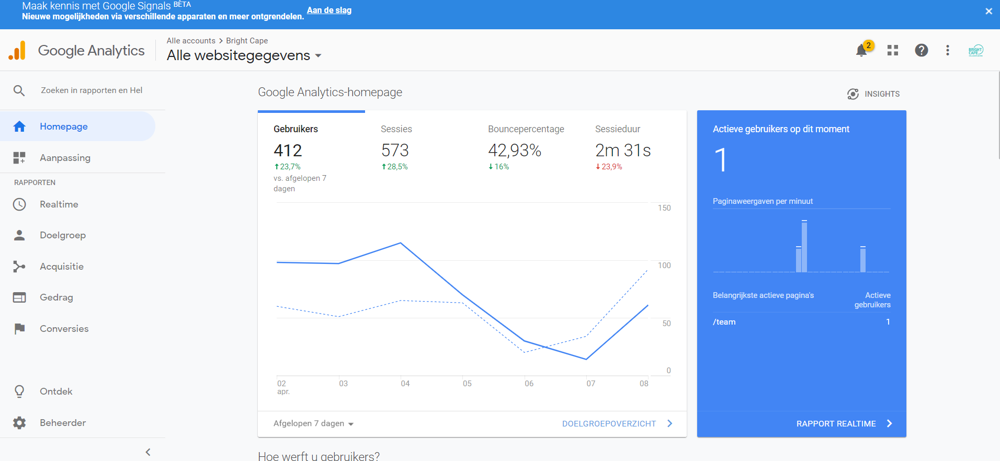 Maak kennis met Google Signals BÈTA
Nieuwe mogelijkheden via verschillende apparaten en meer ontgrendelen. Aan de slag
Google Analytics
Alle accounts > Bright Cape
Alle websitegegevens
2
BRIGHT
CAPE
Zoeken in rapporten en Hel
Homepage
Aanpassing
RAPPORTEN
Realtime
Doelgroep
Acquisitie
Gedrag
Conversies
Ontdek
Beheerder
Google Analytics-homepage
INSIGHTS
Gebruikers Sessies Bouncepercentage Sessieduur
412 573 42,93% 2m 31s
23,7% 28,5% 16% 23,9%
vs. afgelopen 7
dagen
150
100
50
0
02 03 04 05 06 07 08
apr.
Afgelopen 7 dagen
DOELGROEPOVERZICHT
Actieve gebruikers op dit moment
1
Paginaweergaven per minuut
Belangrijkste actieve pagina's Actieve
gebruikers
/team 1
RAPPORT REALTIME
Hoe werft u gebruikers?